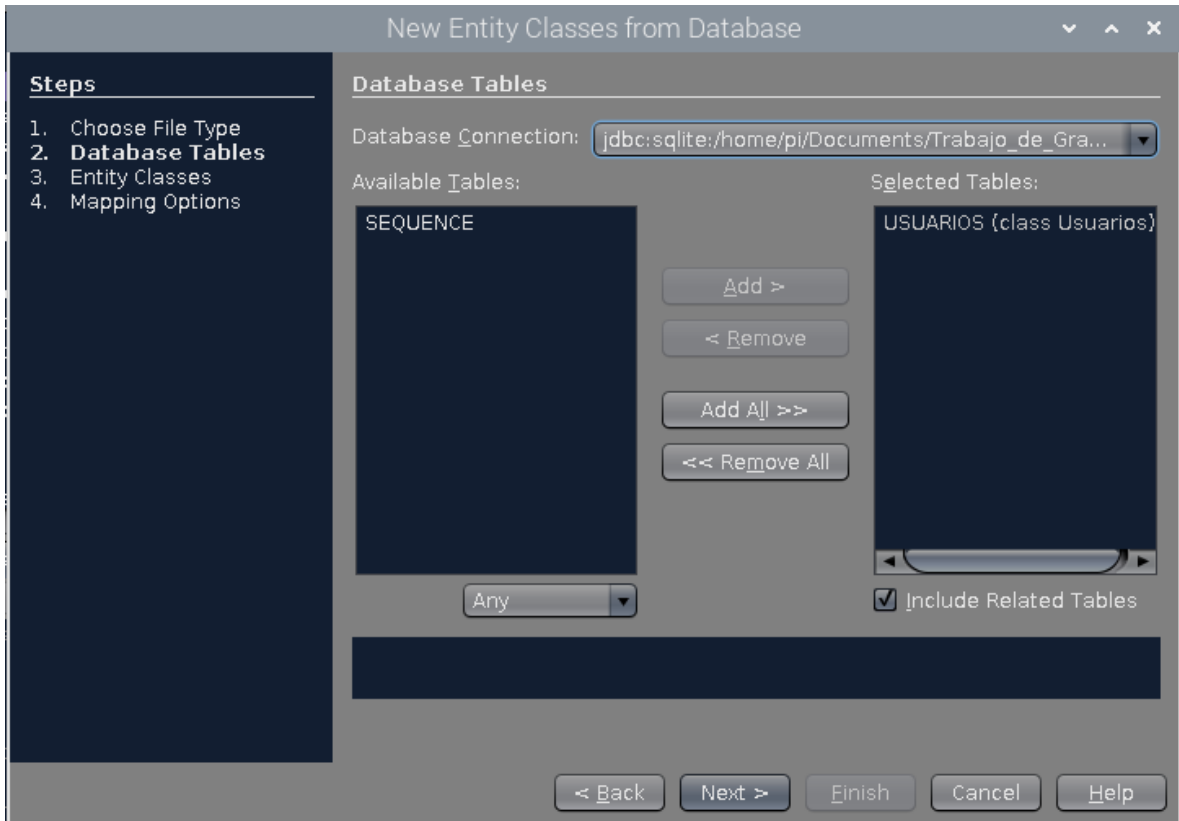 New Entity Classes from Database
Steps
1. Choose File Type
2. Database Tables
3. Entity Classes
4. Mapping Options
Database Tables
Database Connection: jdbc:sqlite:/home/pi/Documents/Trabajo_de_Gra...
Available Tables:
SEQUENCE
Any
Add >
< Remove
Add All >>
<< Remove All
Selected Tables:
USUARIOS (class Usuarios)
Include Related Tables
< Back Next > Finish Cancel Help